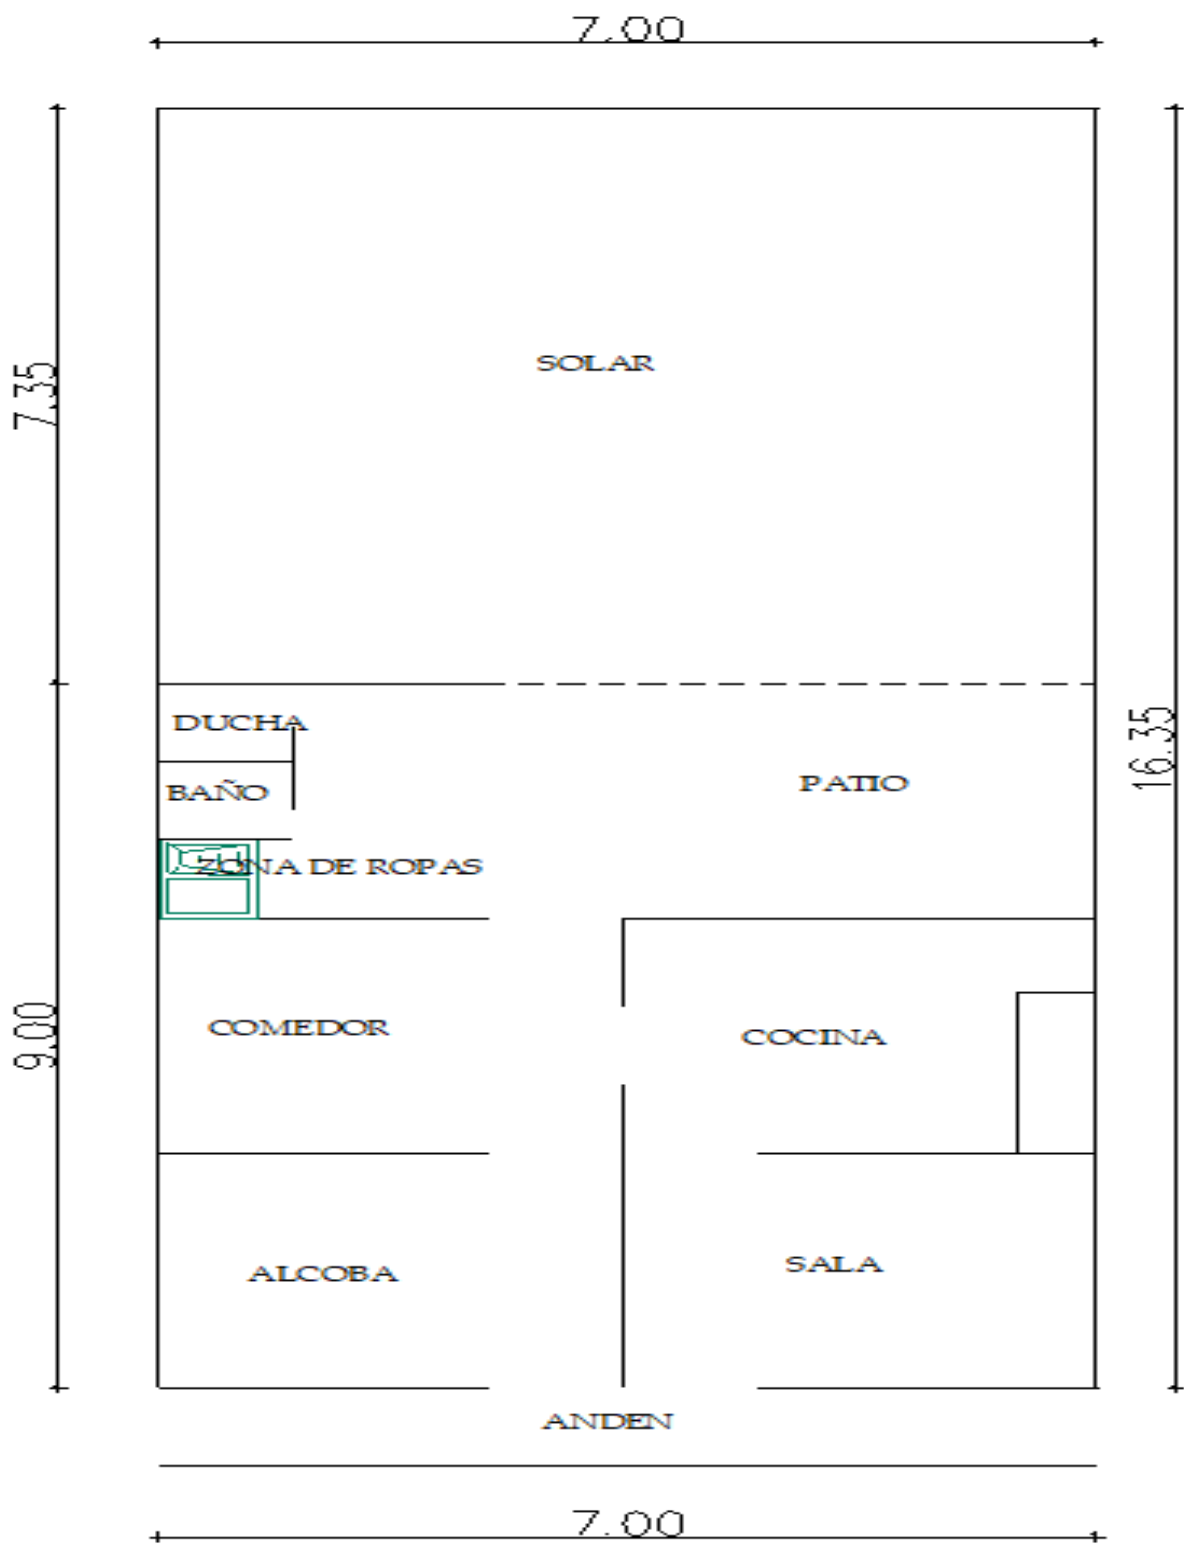 7.00
SOLAR
7.35
DUCHA
16.35
PATIO
BAÑO
ZONA DE ROPAS
9.00
COMEDOR
COCINA
ALCOBA
SALA
ANDEN
7.00